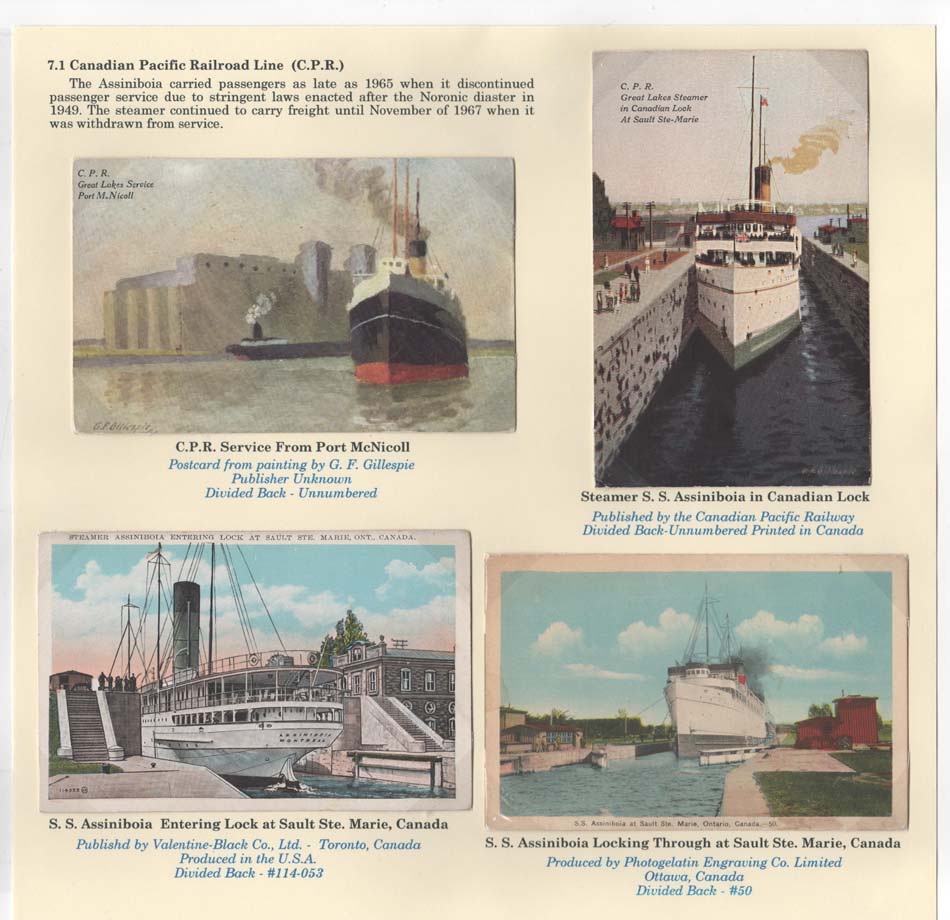 7.1 Canadian Pacific Railroad Line (C.P.R.)
The Assiniboia carried passengers as late as 1965 when it discontinued
passenger service due to stringent laws enacted after the Noronic diaster in
1949. The steamer continued to carry freight until November of 1967 when it
was withdrawn from service.
C. P. R.
Great Lakes Service
Port McNicoll
G.F. Gillespie
C.P.R. Service From Port McNicoll
Postcard from painting by G. F. Gillespie
Publisher Unknown
Divided Back - Unnumbered
C. P. R.
Great Lakes Steamer
in Canadian Lock
At Sault Ste-Marie
Steamer S. S. Assiniboia in Canadian Lock
Published by the Canadian Pacific Railway
Divided Back-Unnumbered Printed in Canada
STEAMER ASSINIBOIA ENTERING LOCK AT SAULT STE. MARIE, ONT., CANADA.
ASSINIBOIA
MONTREAL
S. S. Assiniboia Entering Lock at Sault Ste. Marie, Canada
Publishd by Valentine-Black Co., Ltd. - Toronto, Canada
Produced in the U.S.A.
Divided Back - #114-053
S.S. Assiniboia at Sault Ste. Marie, Ontario, Canada.—50.
S. S. Assiniboia Locking Through at Sault Ste. Marie, Canada
Produced by Photogelatin Engraving Co. Limited
Ottawa, Canada
Divided Back - #50